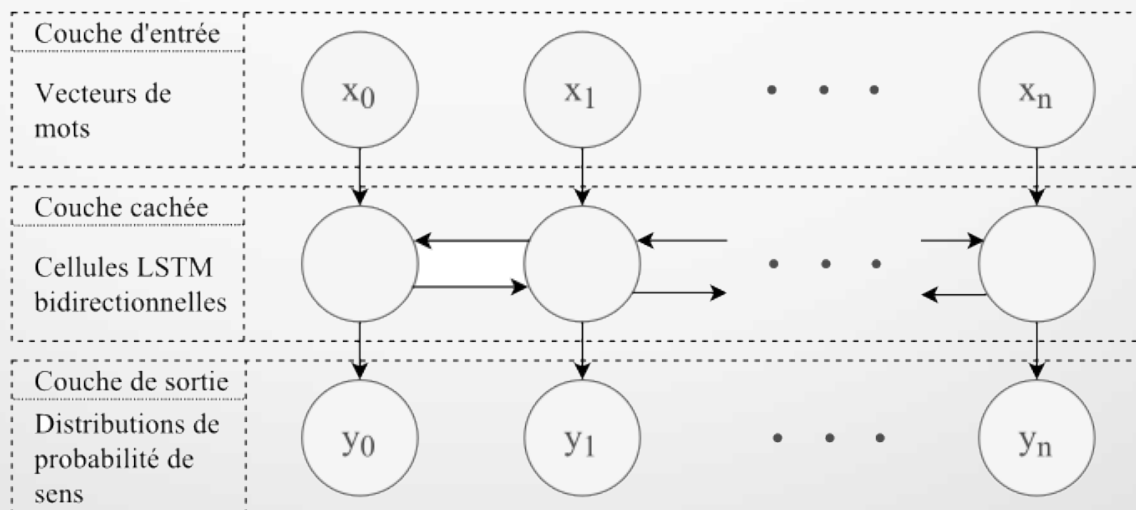 Couche d'entrée
Vecteurs de
mots
x0 x1 . . . xn
Couche cachée
Cellules LSTM
bidirectionnelles
. . .
Couche de sortie
Distributions de
probabilité de
sens
y0 y1 . . . yn